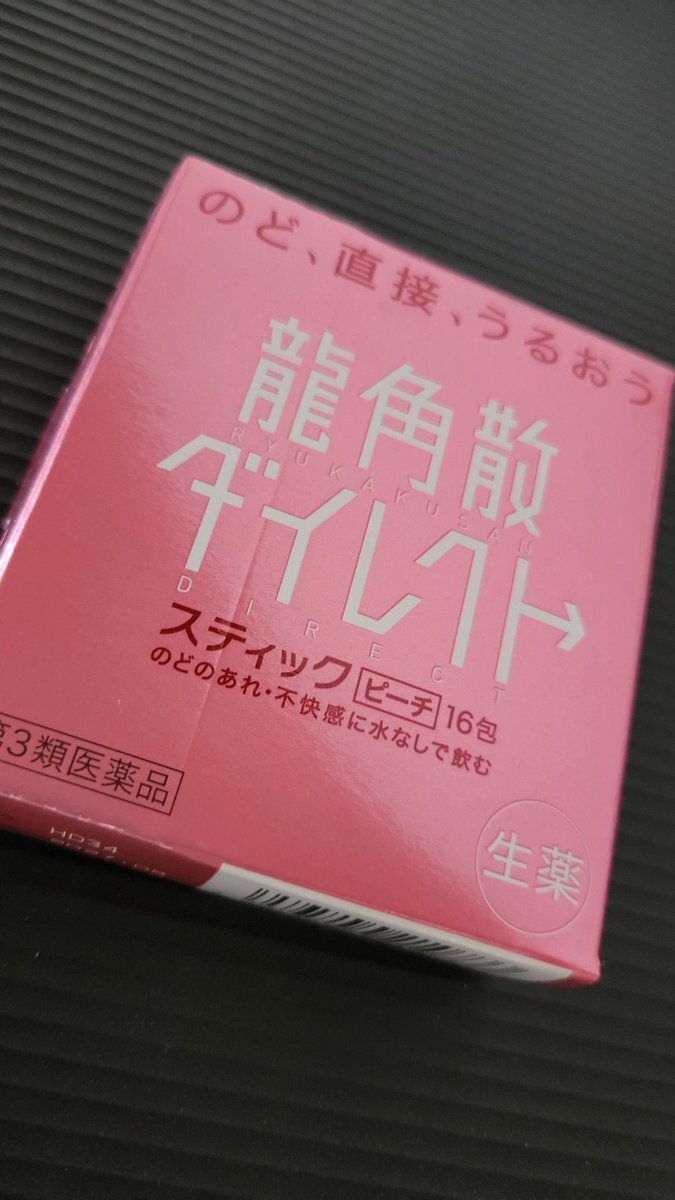 のど、直接、うるおう
龍角散
RYUKAKUSAN
ダイレクト
DIRECT
スティック ピーチ 16包
のどのあれ・不快感に水なしで飲む
第3類医薬品
生薬
HD34